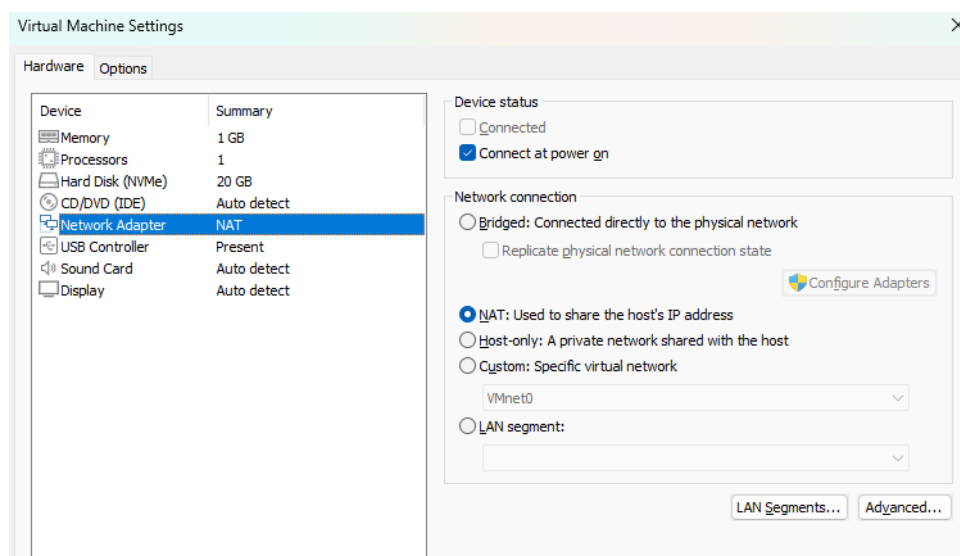 Virtual Machine Settings
Hardware Options
Device Summary
Memory 1 GB
Processors 1
Hard Disk (NVMe) 20 GB
CD/DVD (IDE) Auto detect
Network Adapter NAT
USB Controller Present
Sound Card Auto detect
Display Auto detect
Device status
Connected
Connect at power on
Network connection
Bridged: Connected directly to the physical network
Replicate physical network connection state
Configure Adapters
NAT: Used to share the host's IP address
Host-only: A private network shared with the host
Custom: Specific virtual network
VMnet0
LAN segment:
LAN Segments... Advanced...